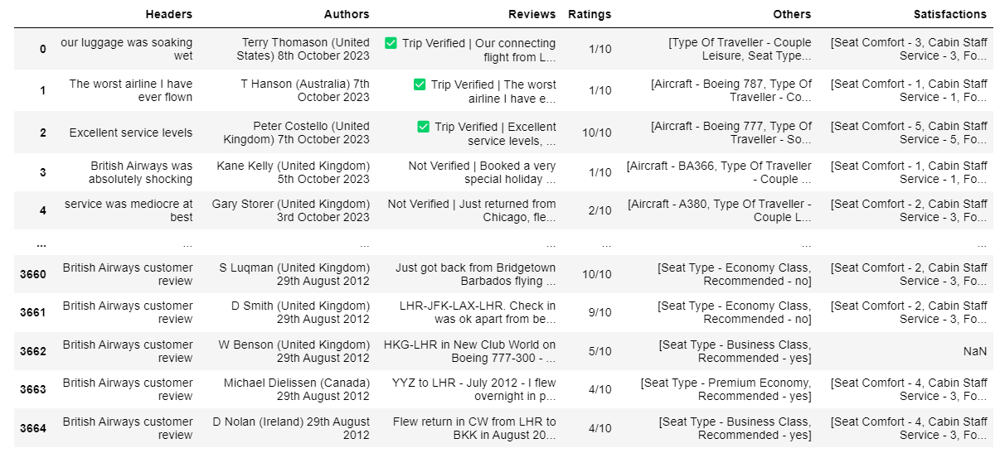 Headers Authors Reviews Ratings Others Satisfactions
0 our luggage was soaking wet Terry Thomason (United States) 8th October 2023 ✅ Trip Verified | Our connecting flight from L... 1/10 [Type Of Traveller - Couple Leisure, Seat Type... [Seat Comfort - 3, Cabin Staff Service - 3, Fo...
1 The worst airline I have ever flown T Hanson (Australia) 7th October 2023 ✅ Trip Verified | The worst airline I have e... 1/10 [Aircraft - Boeing 787, Type Of Traveller - Co... [Seat Comfort - 1, Cabin Staff Service - 1, Fo...
2 Excellent service levels Peter Costello (United Kingdom) 7th October 2023 ✅ Trip Verified | Excellent service levels, ... 10/10 [Aircraft - Boeing 777, Type Of Traveller - So... [Seat Comfort - 5, Cabin Staff Service - 5, Fo...
3 British Airways was absolutely shocking Kane Kelly (United Kingdom) 5th October 2023 Not Verified | Booked a very special holiday ... 1/10 [Aircraft - BA366, Type Of Traveller - Couple ... [Seat Comfort - 1, Cabin Staff Service - 1, Fo...
4 service was mediocre at best Gary Storer (United Kingdom) 3rd October 2023 Not Verified | Just returned from Chicago, fle... 2/10 [Aircraft - A380, Type Of Traveller - Couple L... [Seat Comfort - 2, Cabin Staff Service - 3, Fo...
... ... ... ... ... ... ...
3660 British Airways customer review S Luqman (United Kingdom) 29th August 2012 Just got back from Bridgetown Barbados flying ... 10/10 [Seat Type - Economy Class, Recommended - no] [Seat Comfort - 2, Cabin Staff Service - 3, Fo...
3661 British Airways customer review D Smith (United Kingdom) 29th August 2012 LHR-JFK-LAX-LHR. Check in was ok apart from be... 9/10 [Seat Type - Economy Class, Recommended - no] [Seat Comfort - 2, Cabin Staff Service - 3, Fo...
3662 British Airways customer review W Benson (United Kingdom) 29th August 2012 HKG-LHR in New Club World on Boeing 777-300 - ... 5/10 [Seat Type - Business Class, Recommended - yes] NaN
3663 British Airways customer review Michael Dielissen (Canada) 29th August 2012 YYZ to LHR - July 2012 - I flew overnight in p... 4/10 [Seat Type - Premium Economy, Recommended - yes] [Seat Comfort - 4, Cabin Staff Service - 3, Fo...
3664 British Airways customer review D Nolan (Ireland) 29th August 2012 Flew return in CW from LHR to BKK in August 20... 4/10 [Seat Type - Business Class, Recommended - yes] [Seat Comfort - 4, Cabin Staff Service - 3, Fo...